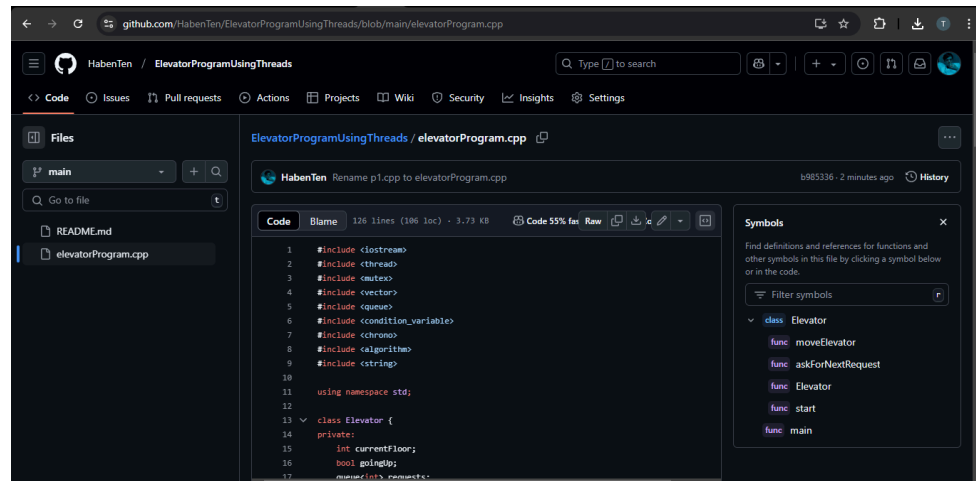 github.com/HabenTen/ElevatorProgramUsingThreads/blob/main/elevatorProgram.cpp
T
HabenTen / ElevatorProgramUsingThreads
Type / to search
<> Code
Issues
Pull requests
Actions
Projects
Wiki
Security
Insights
Settings
Files
main
Go to file
t
README.md
elevatorProgram.cpp
ElevatorProgramUsingThreads / elevatorProgram.cpp
HabenTen Rename p1.cpp to elevatorProgram.cpp
b985336 · 2 minutes ago
History
Code
Blame
126 lines (106 loc) · 3.73 KB
Code 55% fas
Raw
1 #include <iostream>
2 #include <thread>
3 #include <mutex>
4 #include <vector>
5 #include <queue>
6 #include <condition_variable>
7 #include <chrono>
8 #include <algorithm>
9 #include <string>
10
11 using namespace std;
12
13 class Elevator {
14 private:
15 int currentFloor;
16 bool goingUp;
17 queue<int> requests;
Symbols
Find definitions and references for functions and
other symbols in this file by clicking a symbol below
or in the code.
Filter symbols
r
class Elevator
func moveElevator
func askForNextRequest
func Elevator
func start
func main